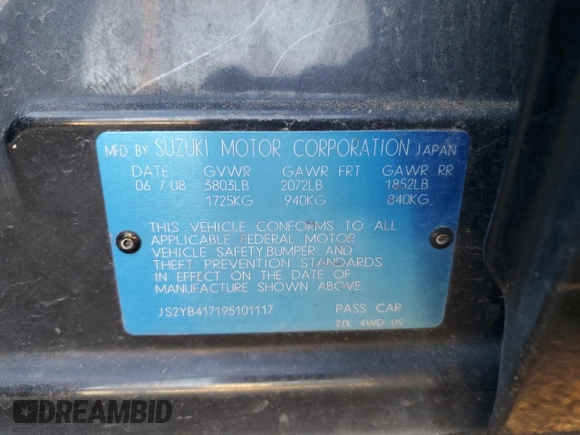 MFD BY SUZUKI MOTOR CORPORATION JAPAN
DATE GVWR GAWR FRT GAWR RR
06 / 08 3803LB 2072LB 1852LB
1725KG 940KG 840KG
THIS VEHICLE CONFORMS TO ALL
APPLICABLE FEDERAL MOTOR
VEHICLE SAFETY,BUMPER AND
THEFT PREVENTION STANDARDS
IN EFFECT ON THE DATE OF
MANUFACTURE SHOWN ABOVE.
JS2YB417195101117 PASS CAR
2.0L 4WD US
DREAMBID